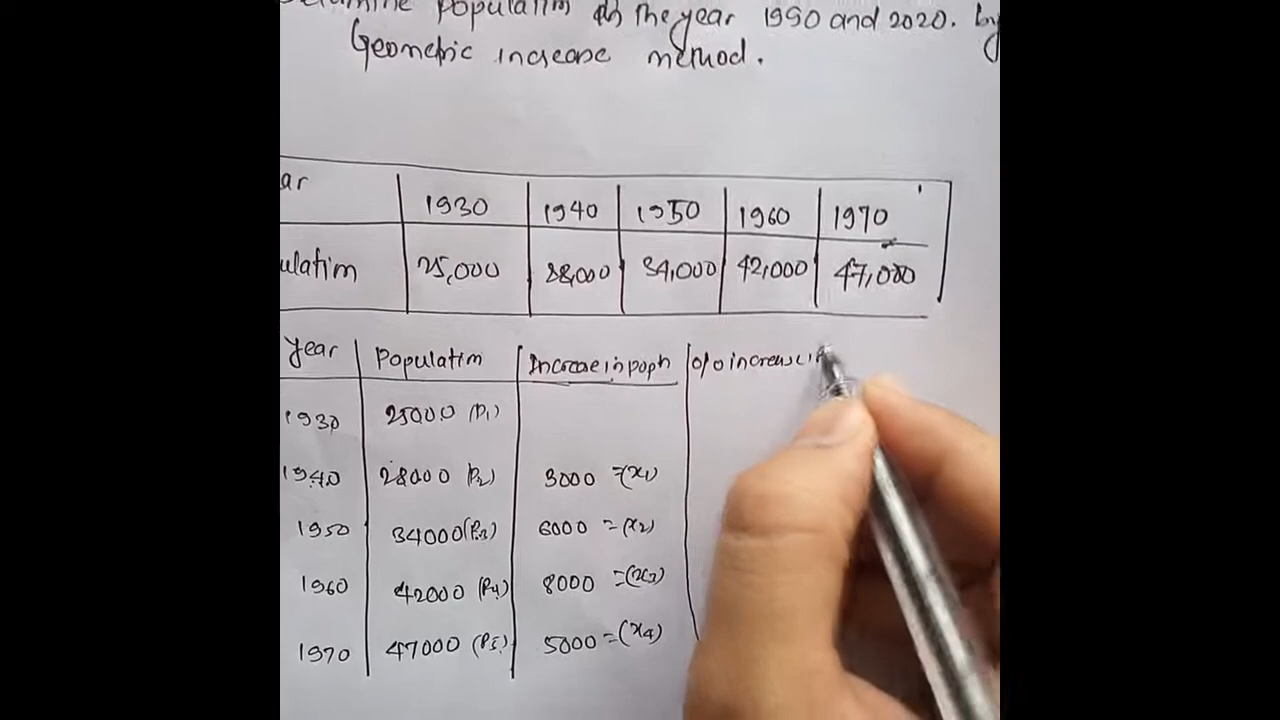 Population in the year 1990 and 2020. by
Geometric increase method.
ar 1930 1940 1950 1960 1970
ulation 25,000 28,000 34,000 42,000 47,000
Year Population Increase in popn % increase in
1930 25000 (P1)
1940 28000 (P2) 3000 =(x1)
1950 34000 (P3) 6000 =(x2)
1960 42000 (P4) 8000 =(x3)
1970 47000 (P5) 5000 =(x4)